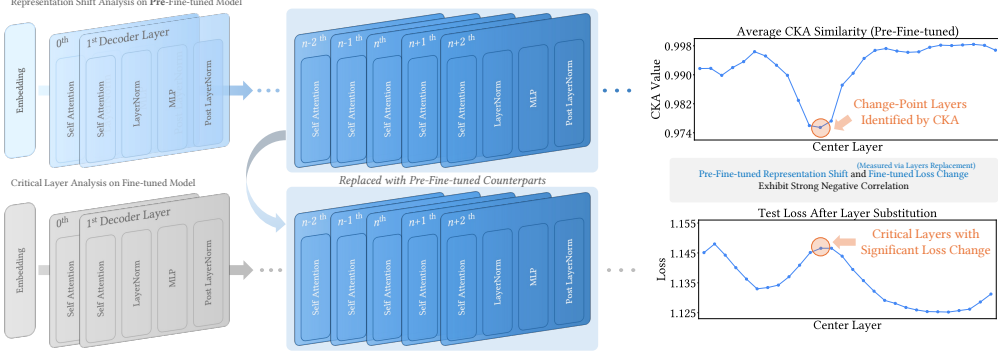 Representation Shift Analysis on Pre-Fine-tuned Model
Embedding
0th
1st Decoder Layer
Self Attention
Self Attention
LayerNorm
MLP
Post LayerNorm
n-2 th
n-1 th
nth
n+1 th
n+2 th
Self Attention
Self Attention
Self Attention
Self Attention
Self Attention
LayerNorm
MLP
Post LayerNorm
Replaced with Pre-Fine-tuned Counterparts
Critical Layer Analysis on Fine-tuned Model
Embedding
0th
1st Decoder Layer
Self Attention
Self Attention
LayerNorm
MLP
Post LayerNorm
n-2 th
n-1 th
nth
n+1 th
n+2 th
Self Attention
Self Attention
Self Attention
Self Attention
Self Attention
LayerNorm
MLP
Post LayerNorm
Average CKA Similarity (Pre-Fine-tuned)
CKA Value
0.998
0.990
0.982
0.974
Change-Point Layers
Identified by CKA
Center Layer
(Measured via Layers Replacement)
Pre-Fine-tuned Representation Shift and Fine-tuned Loss Change
Exhibit Strong Negative Correlation
Test Loss After Layer Substitution
Loss
1.155
1.145
1.135
1.125
Critical Layers with
Significant Loss Change
Center Layer